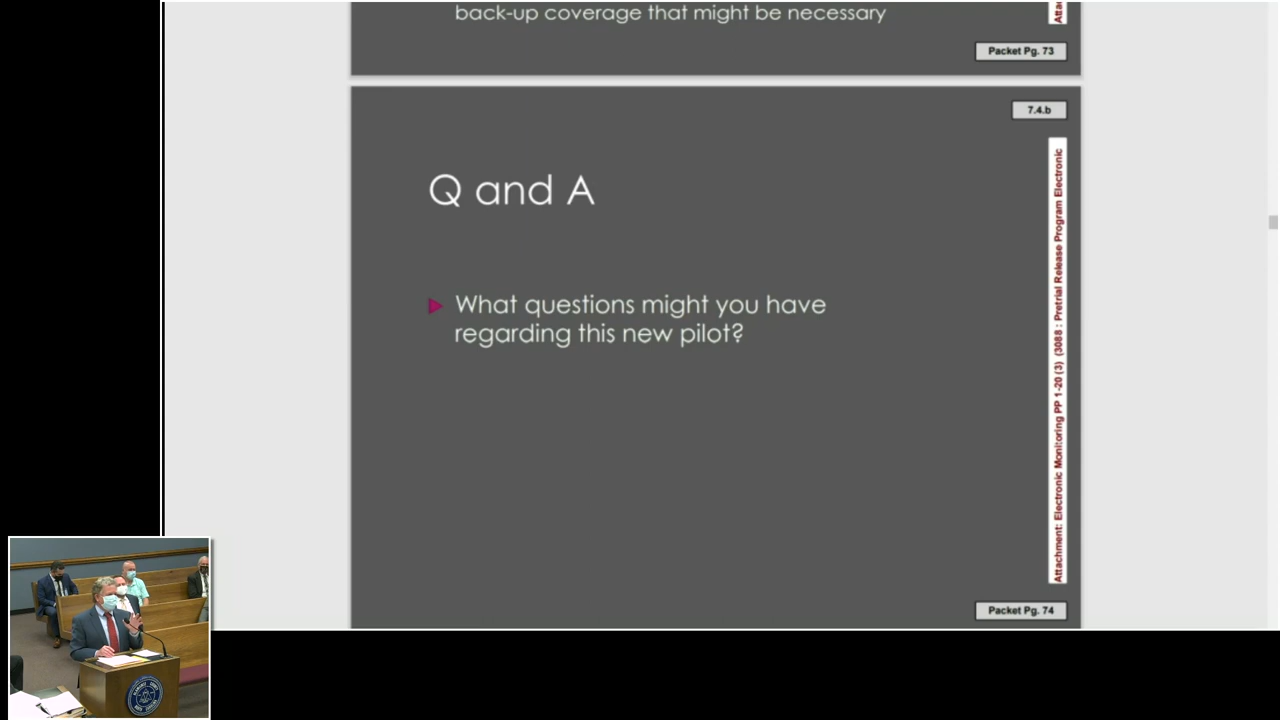 back-up coverage that might be necessary
Atta
Packet Pg. 73
7.4.b
Q and A
What questions might you have
regarding this new pilot?
Attachment: Electronic Monitoring PP 1-20 (3) (3088 : Pretrial Release Program Electronic
Packet Pg. 74